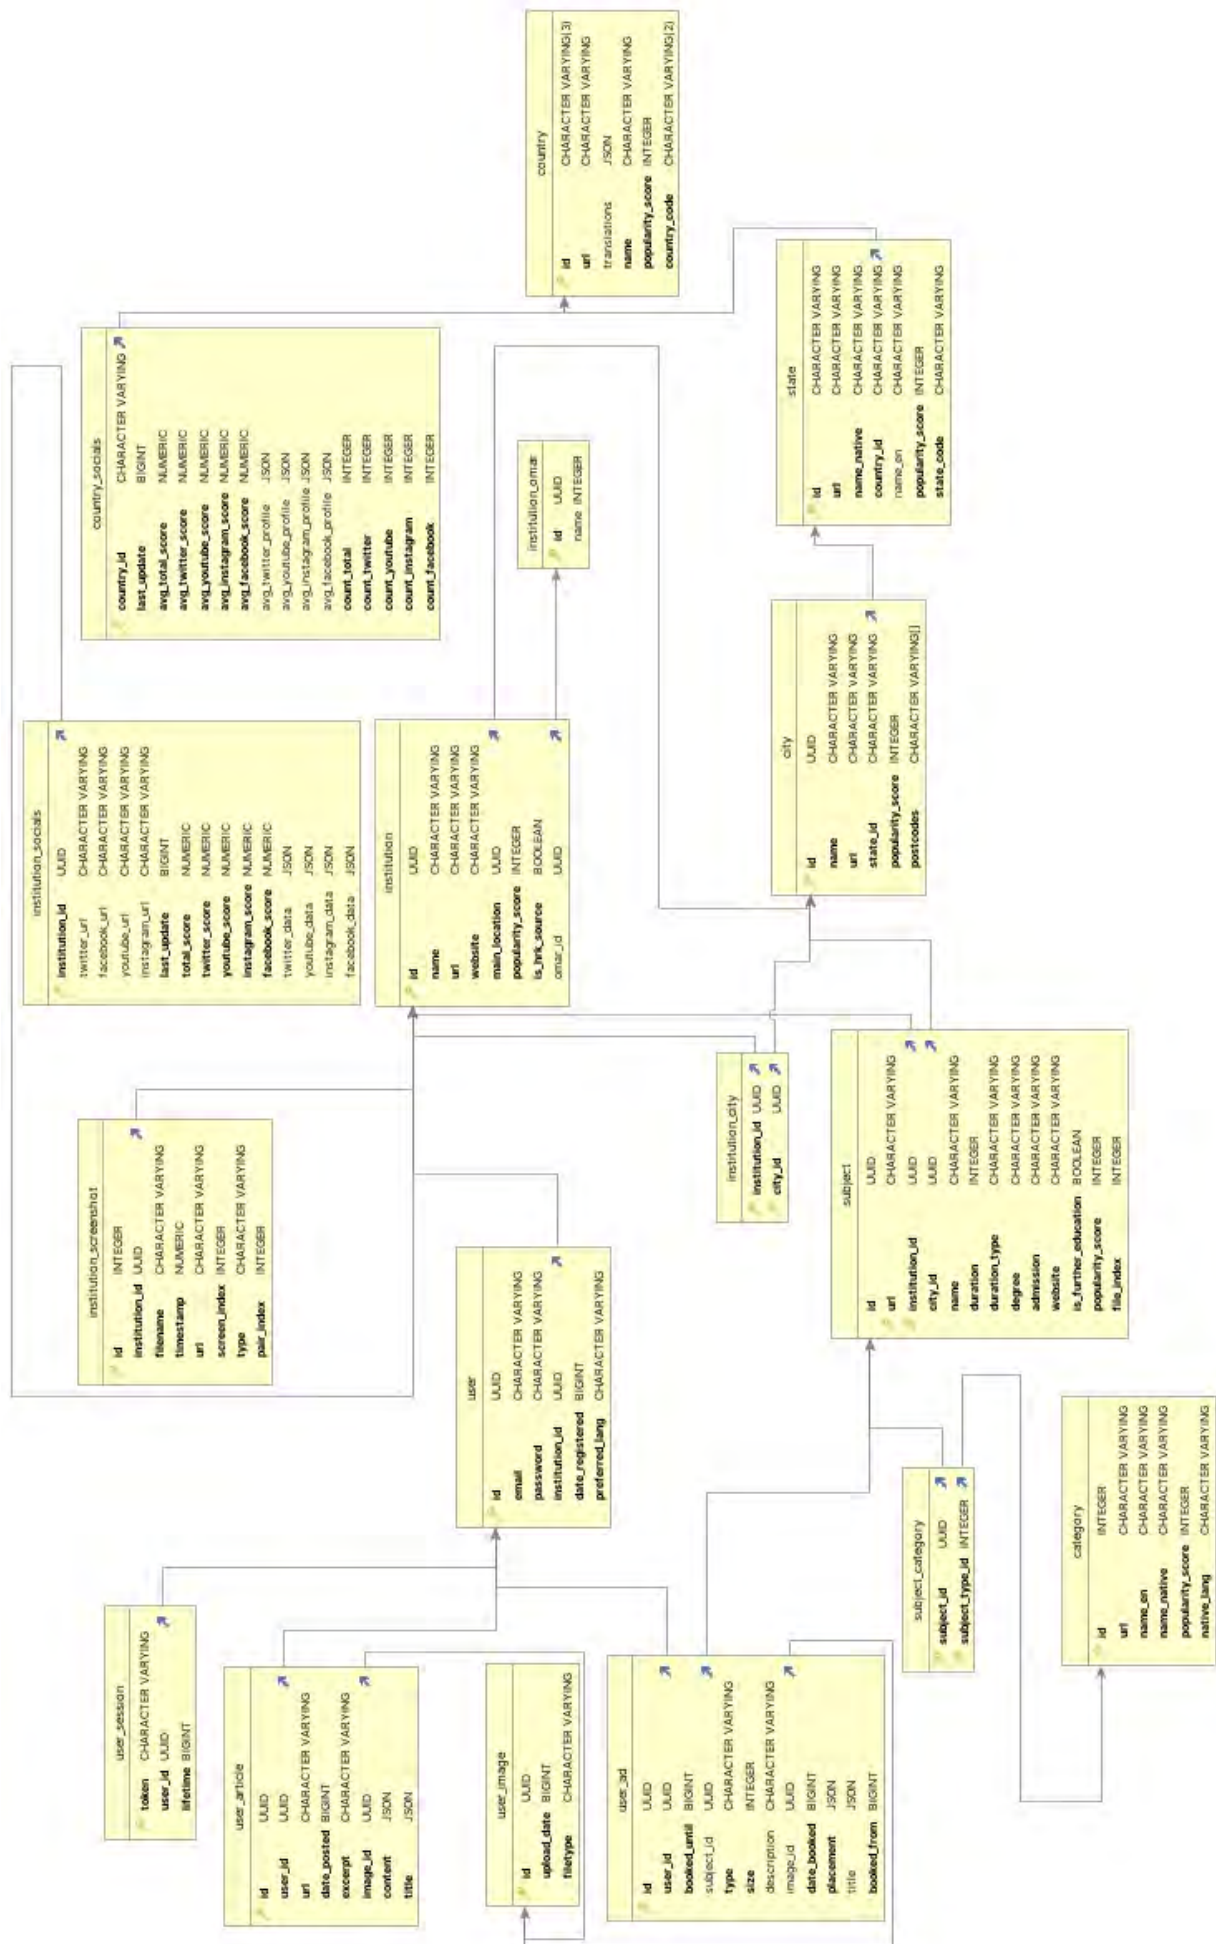 institution_socials
institution_id UUID
twitter_url CHARACTER VARYING
facebook_url CHARACTER VARYING
youtube_url CHARACTER VARYING
instagram_url CHARACTER VARYING
last_update BIGINT
total_score NUMERIC
twitter_score NUMERIC
youtube_score NUMERIC
instagram_score NUMERIC
facebook_score NUMERIC
twitter_data JSON
youtube_data JSON
instagram_data JSON
facebook_data JSON
institution_screenshot
id INTEGER
institution_id UUID
filename CHARACTER VARYING
timestamp NUMERIC
url CHARACTER VARYING
screen_index INTEGER
type CHARACTER VARYING
pair_index INTEGER
country_socials
country_id CHARACTER VARYING
last_update BIGINT
avg_total_score NUMERIC
avg_twitter_score NUMERIC
avg_youtube_score NUMERIC
avg_instagram_score NUMERIC
avg_facebook_score NUMERIC
avg_twitter_profile JSON
avg_youtube_profile JSON
avg_instagram_profile JSON
avg_facebook_profile JSON
count_total INTEGER
count_twitter INTEGER
count_youtube INTEGER
count_instagram INTEGER
count_facebook INTEGER
user_session
token CHARACTER VARYING
user_id UUID
lifetime BIGINT
user_article
id UUID
user_id UUID
url CHARACTER VARYING
date_posted BIGINT
excerpt CHARACTER VARYING
image_id UUID
content JSON
title JSON
institution
id UUID
name CHARACTER VARYING
url CHARACTER VARYING
website CHARACTER VARYING
main_location UUID
popularity_score INTEGER
is_hrk_source BOOLEAN
omar_id UUID
user
id UUID
email CHARACTER VARYING
password CHARACTER VARYING
institution_id UUID
date_registered BIGINT
preferred_lang CHARACTER VARYING
user_image
id UUID
upload_date BIGINT
filetype CHARACTER VARYING
institution_omar
id UUID
name INTEGER
country
id CHARACTER VARYING(3)
url CHARACTER VARYING
translations JSON
name CHARACTER VARYING
popularity_score INTEGER
country_code CHARACTER VARYING(2)
user_ad
id UUID
user_id UUID
booked_until BIGINT
subject_id UUID
type CHARACTER VARYING
size INTEGER
description CHARACTER VARYING
image_id UUID
date_booked BIGINT
placement JSON
title JSON
booked_from BIGINT
institution_city
institution_id UUID
city_id UUID
city
id UUID
name CHARACTER VARYING
url CHARACTER VARYING
state_id CHARACTER VARYING
popularity_score INTEGER
postcodes CHARACTER VARYING[]
state
id CHARACTER VARYING
url CHARACTER VARYING
name_native CHARACTER VARYING
country_id CHARACTER VARYING
name_en CHARACTER VARYING
popularity_score INTEGER
state_code CHARACTER VARYING
subject
id UUID
url CHARACTER VARYING
institution_id UUID
city_id UUID
name CHARACTER VARYING
duration INTEGER
duration_type CHARACTER VARYING
degree CHARACTER VARYING
admission CHARACTER VARYING
website CHARACTER VARYING
is_further_education BOOLEAN
popularity_score INTEGER
file_index INTEGER
subject_category
subject_id UUID
subject_type_id INTEGER
category
id INTEGER
url CHARACTER VARYING
name_en CHARACTER VARYING
name_native CHARACTER VARYING
popularity_score INTEGER
native_lang CHARACTER VARYING